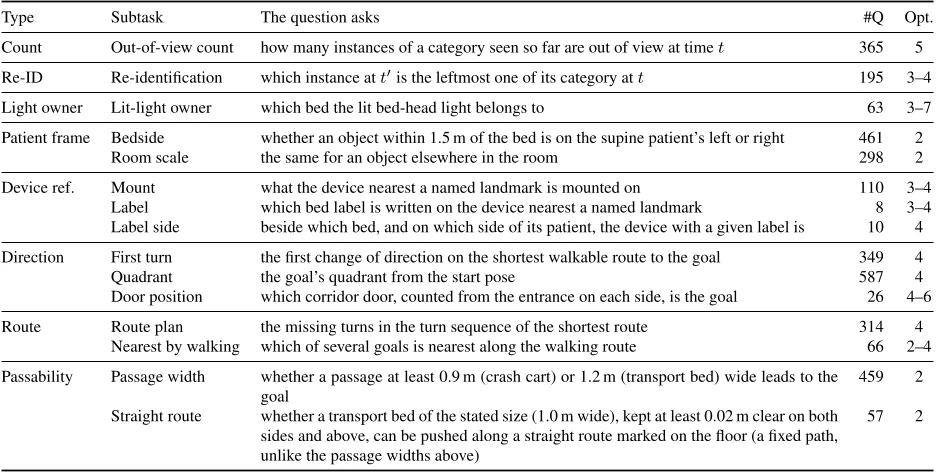 Type Subtask The question asks #Q Opt.
Count Out-of-view count how many instances of a category seen so far are out of view at time t 365 5
Re-ID Re-identification which instance at t′ is the leftmost one of its category at t 195 3–4
Light owner Lit-light owner which bed the lit bed-head light belongs to 63 3–7
Patient frame Bedside whether an object within 1.5 m of the bed is on the supine patient's left or right 461 2
Room scale the same for an object elsewhere in the room 298 2
Device ref. Mount what the device nearest a named landmark is mounted on 110 3–4
Label which bed label is written on the device nearest a named landmark 8 3–4
Label side beside which bed, and on which side of its patient, the device with a given label is 10 4
Direction First turn the first change of direction on the shortest walkable route to the goal 349 4
Quadrant the goal's quadrant from the start pose 587 4
Door position which corridor door, counted from the entrance on each side, is the goal 26 4–6
Route Route plan the missing turns in the turn sequence of the shortest route 314 4
Nearest by walking which of several goals is nearest along the walking route 66 2–4
Passability Passage width whether a passage at least 0.9 m (crash cart) or 1.2 m (transport bed) wide leads to the 459 2
goal
Straight route whether a transport bed of the stated size (1.0 m wide), kept at least 0.02 m clear on both 57 2
sides and above, can be pushed along a straight route marked on the floor (a fixed path,
unlike the passage widths above)